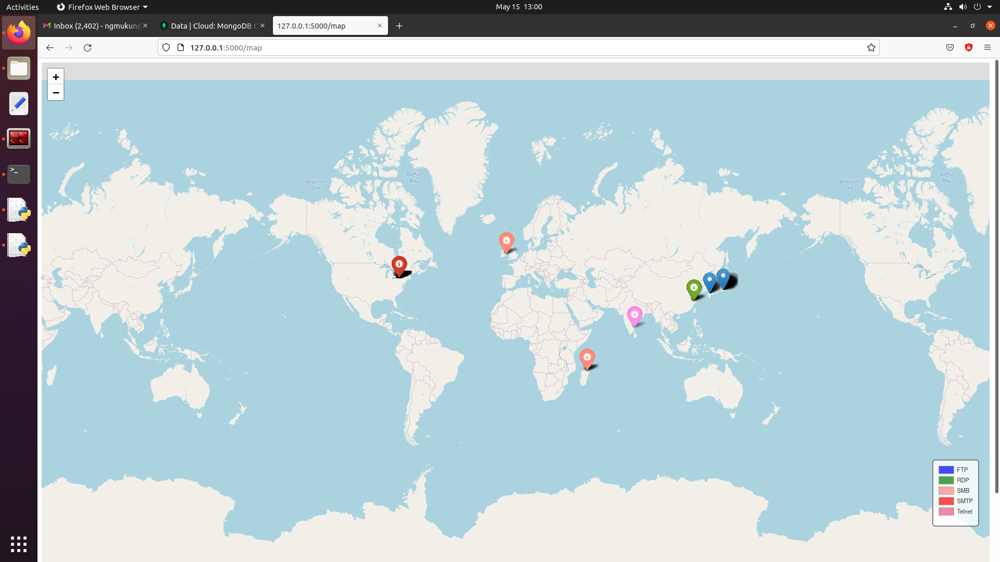 Activities
Firefox Web Browser
May 15 13:00
Inbox (2,402) - ngmukun@
Data | Cloud: MongoDB C
127.0.0.1:5000/map
127.0.0.1:5000/map
+
−
Baffin
Bay
Beaufort
Sea
Baffin
Bay
Beaufort
Sea
FTP
RDP
SMB
SMTP
Telnet